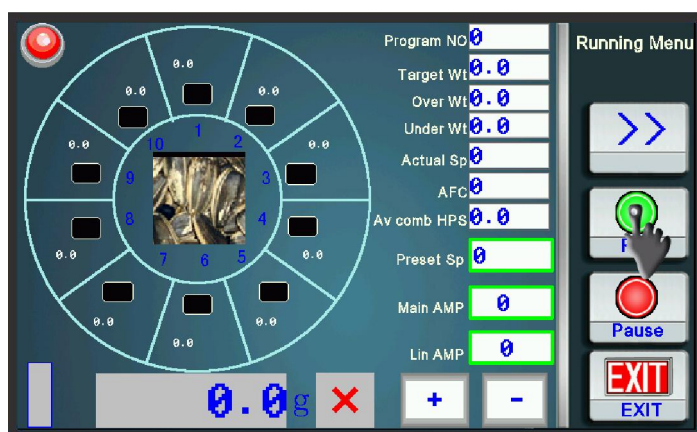 Program NO 0
Running Menu
Target Wt 0.0
Over Wt 0.0
Under Wt 0.0
>>
Actual Sp 0
AFC 0
Av comb HPS 0.0
Preset Sp 0
Main AMP 0
Pause
Lin AMP 0
EXIT
EXIT
0.0
0.0
0.0
0.0
0.0
0.0
0.0
0.0
0.0
0.0
1
2
3
4
5
6
7
8
9
10
0.0g
+
-